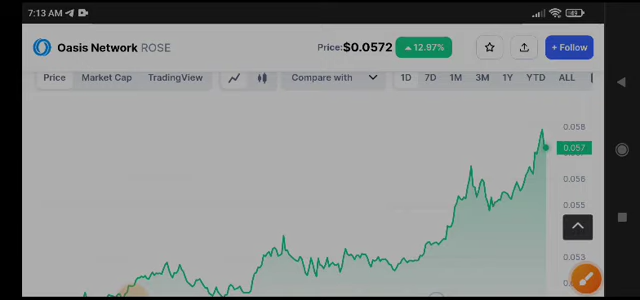 7:13 AM
Oasis Network ROSE Price: $0.0572 12.97% + Follow
Price Market Cap TradingView Compare with 1D 7D 1M 3M 1Y YTD ALL
0.058
0.057
0.056
0.055
0.053